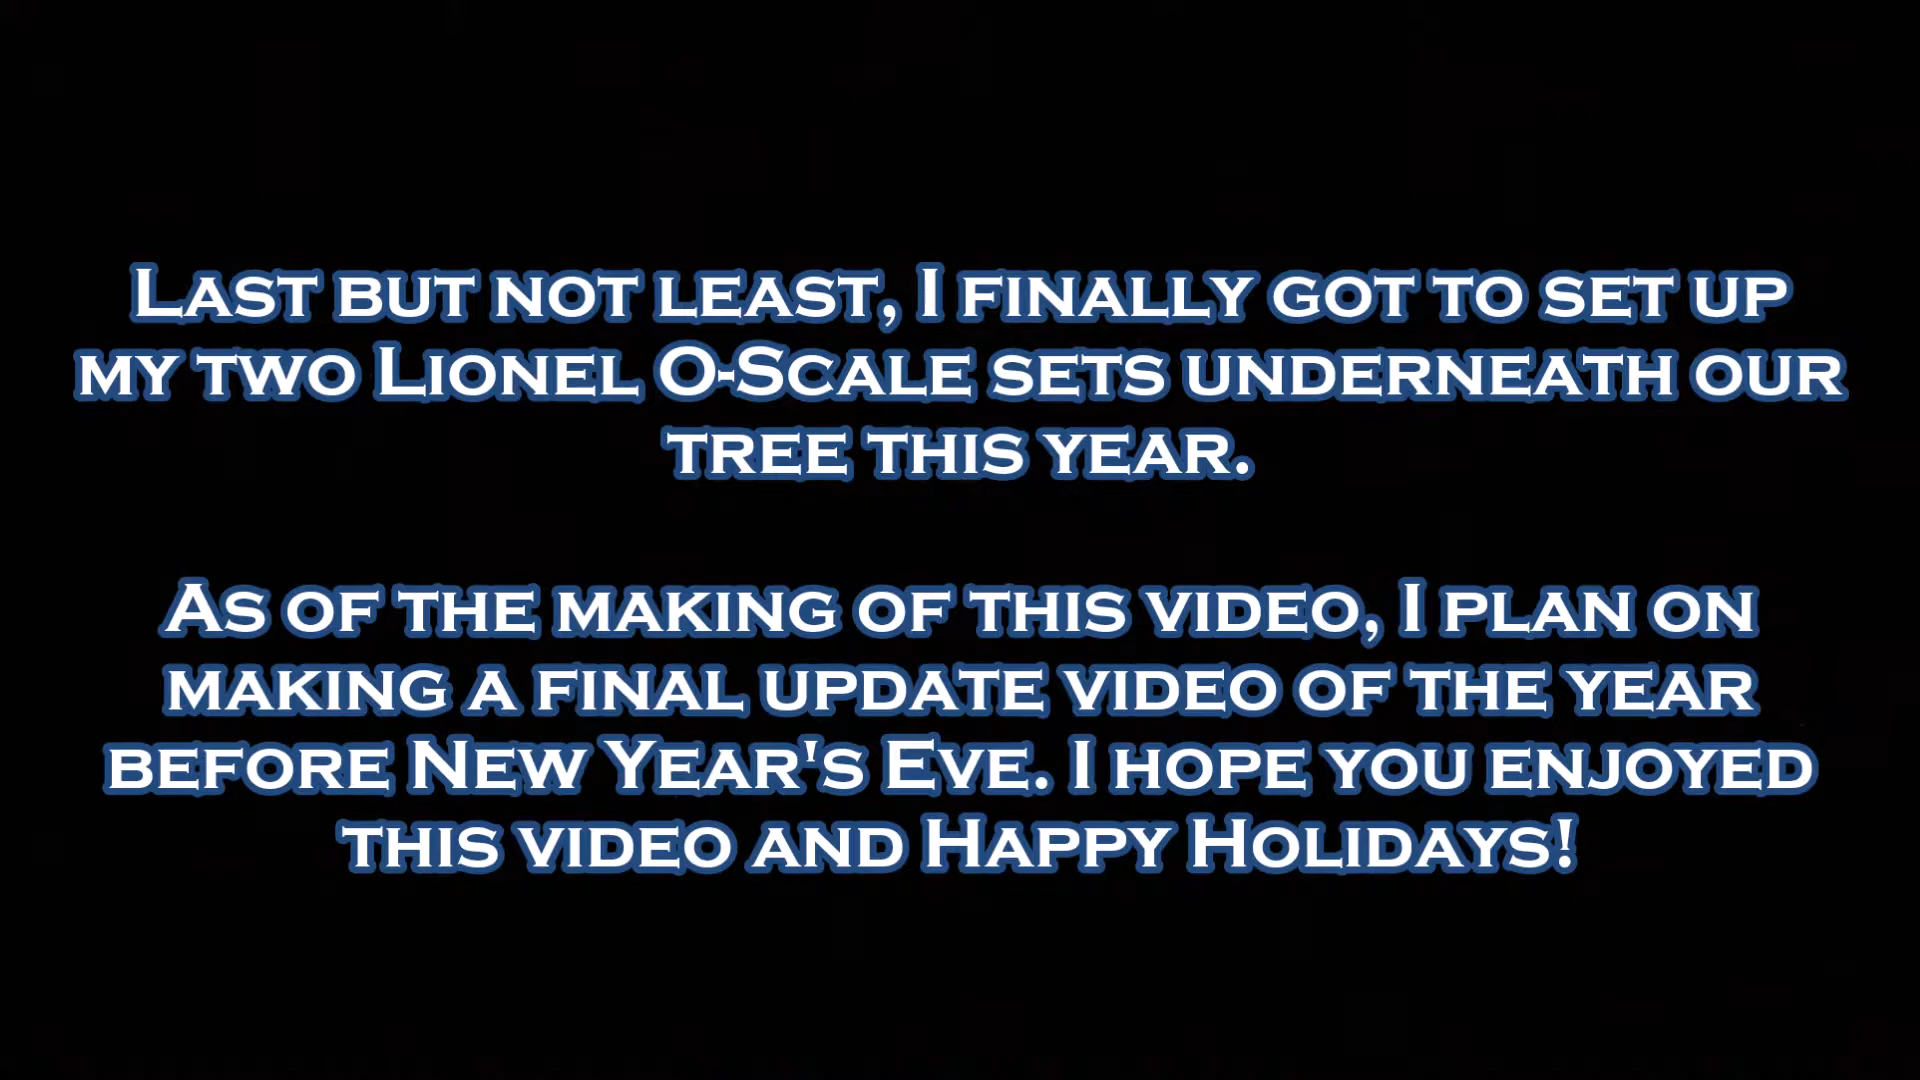 Last but not least, I finally got to set up
my two Lionel O-Scale sets underneath our
tree this year.
As of the making of this video, I plan on
making a final update video of the year
before New Year's Eve. I hope you enjoyed
this video and Happy Holidays!